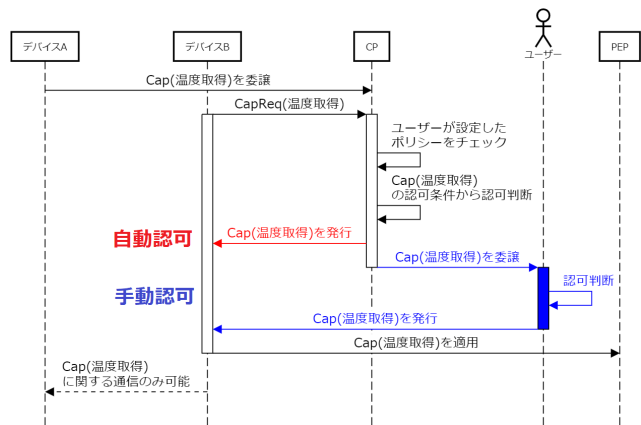 デバイスA
デバイスB
CP
ユーザー
PEP
Cap(温度取得)を委譲
CapReq(温度取得)
ユーザーが設定した
ポリシーをチェック
Cap(温度取得)
の認可条件から認可判断
自動認可
Cap(温度取得)を発行
Cap(温度取得)を委譲
手動認可
認可判断
Cap(温度取得)を発行
Cap(温度取得)を適用
Cap(温度取得)
に関する通信のみ可能